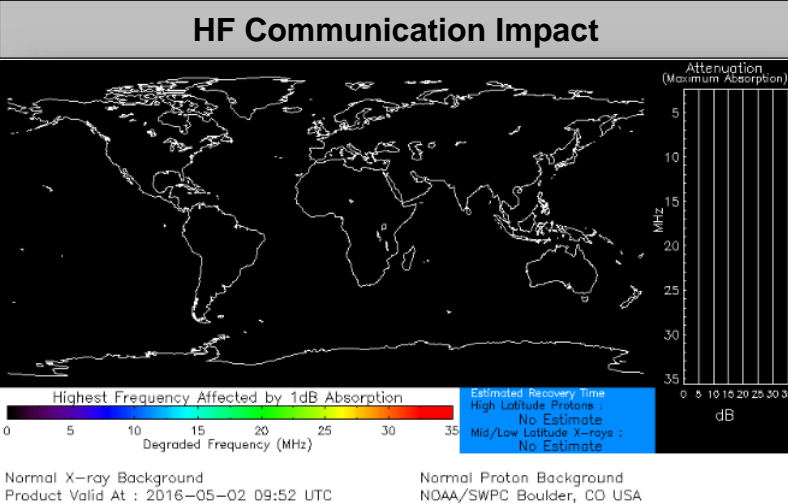 HF Communication Impact
Attenuation
(Maximum Absorption)
5
10
15
20
25
30
35
MHz
0 5 10 15 20 25 30
dB
Highest Frequency Affected by 1dB Absorption
0 5 10 15 20 25 30 35
Degraded Frequency (MHz)
Estimated Recovery Time
High Latitude Protons :
No Estimate
Mid/Low Latitude X-rays :
No Estimate
Normal X-ray Background
Normal Proton Background
Product Valid At : 2016-05-02 09:52 UTC
NOAA/SWPC Boulder, CO USA